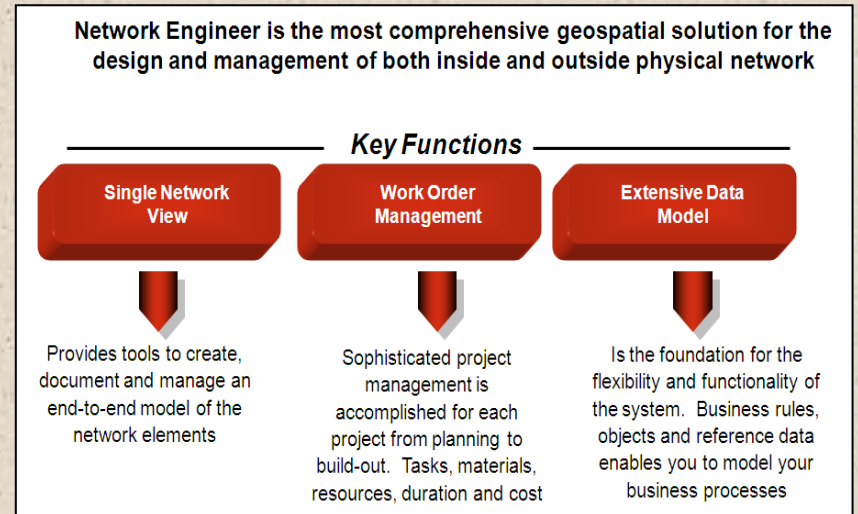 Network Engineer is the most comprehensive geospatial solution for the
design and management of both inside and outside physical network
Key Functions
Single Network
View
Provides tools to create,
document and manage an
end-to-end model of the
network elements
Work Order
Management
Sophisticated project
management is
accomplished for each
project from planning to
build-out. Tasks, materials,
resources, duration and cost
Extensive Data
Model
Is the foundation for the
flexibility and functionality of
the system. Business rules,
objects and reference data
enables you to model your
business processes